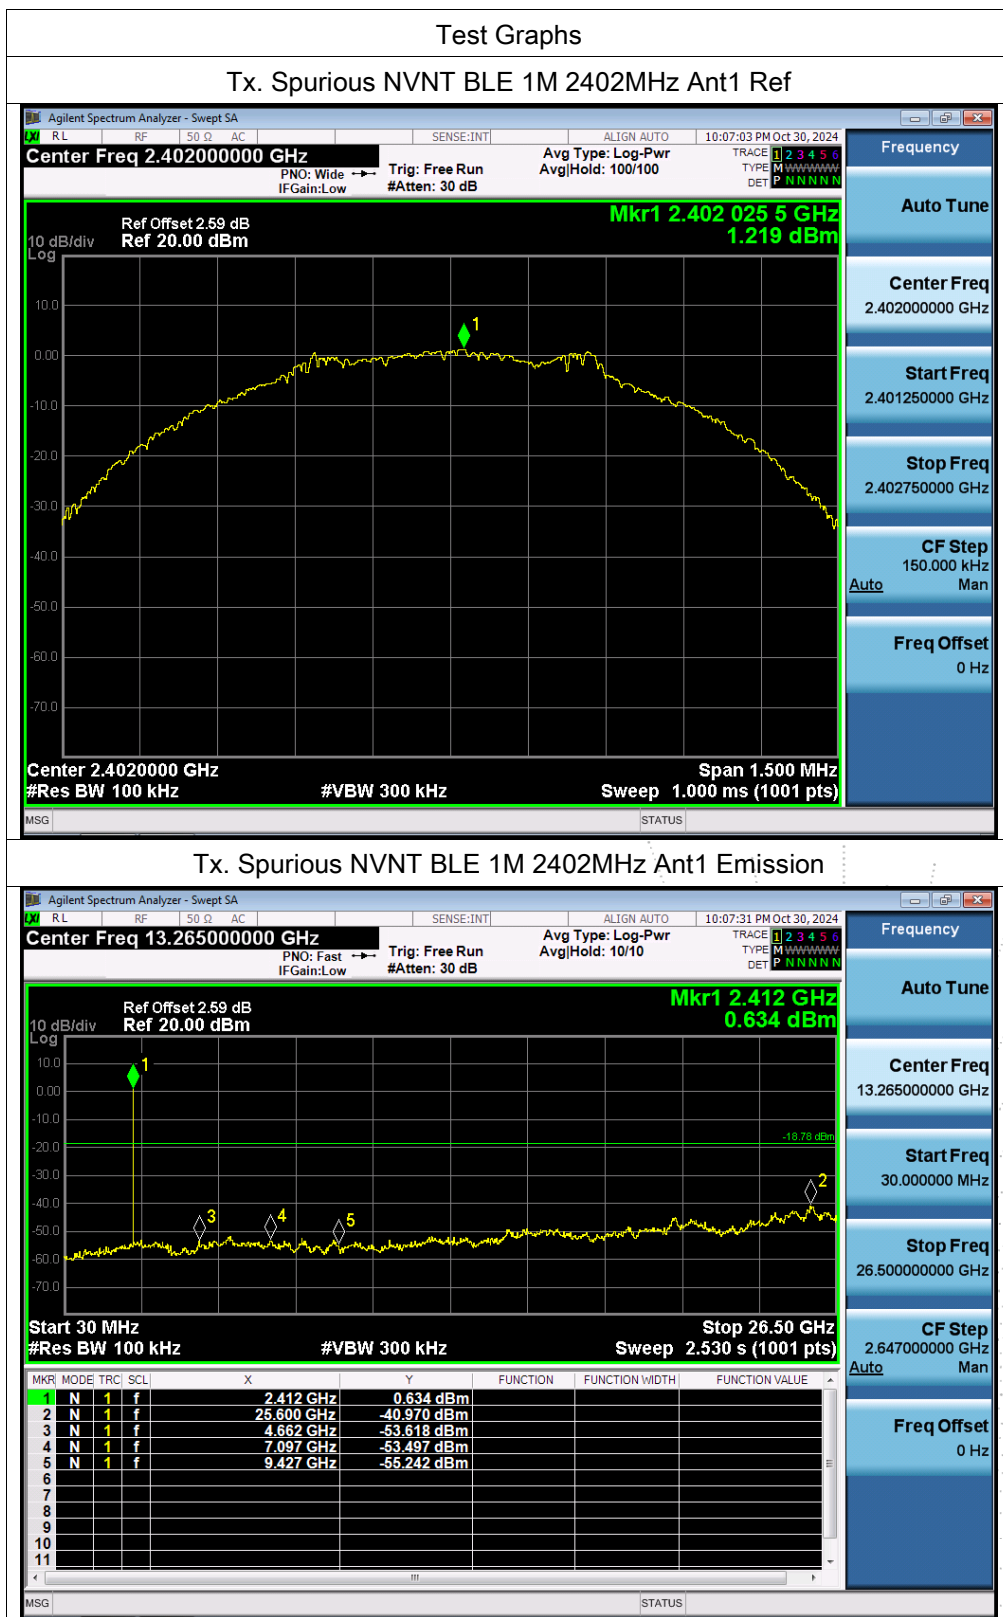 Test Graphs
Tx. Spurious NVNT BLE 1M 2402MHz Ant1 Ref
Agilent Spectrum Analyzer - Swept SA
LXI RL RF 50 Ω AC SENSE:INT ALIGN AUTO 10:07:03 PM Oct 30, 2024
Center Freq 2.402000000 GHz Avg Type: Log-Pwr TRACE 1 2 3 4 5 6
PNO: Wide Trig: Free Run Avg|Hold: 100/100 TYPE M WWWWW
IFGain:Low #Atten: 30 dB DET P N N N N N
Frequency
Auto Tune
Center Freq
2.402000000 GHz
Start Freq
2.401250000 GHz
Stop Freq
2.402750000 GHz
CF Step
150.000 kHz
Auto Man
Freq Offset
0 Hz
Mkr1 2.402 025 5 GHz
Ref Offset 2.59 dB
10 dB/div Ref 20.00 dBm 1.219 dBm
Log
10.0
1
0.00
-10.0
-20.0
-30.0
-40.0
-50.0
-60.0
-70.0
Center 2.4020000 GHz Span 1.500 MHz
#Res BW 100 kHz #VBW 300 kHz Sweep 1.000 ms (1001 pts)
MSG STATUS
Tx. Spurious NVNT BLE 1M 2402MHz Ant1 Emission
Agilent Spectrum Analyzer - Swept SA
LXI RL RF 50 Ω AC SENSE:INT ALIGN AUTO 10:07:31 PM Oct 30, 2024
Center Freq 13.265000000 GHz Avg Type: Log-Pwr TRACE 1 2 3 4 5 6
PNO: Fast Trig: Free Run Avg|Hold: 10/10 TYPE M WWWWW
IFGain:Low #Atten: 30 dB DET P N N N N N
Frequency
Auto Tune
Center Freq
13.265000000 GHz
Start Freq
30.000000 MHz
Stop Freq
26.500000000 GHz
CF Step
2.647000000 GHz
Auto Man
Freq Offset
0 Hz
Mkr1 2.412 GHz
Ref Offset 2.59 dB
10 dB/div Ref 20.00 dBm 0.634 dBm
Log
10.0
1
0.00
-10.0
-18.78 dBm
-20.0
-30.0
2
-40.0
3 4 5
-50.0
-60.0
-70.0
Start 30 MHz Stop 26.50 GHz
#Res BW 100 kHz #VBW 300 kHz Sweep 2.530 s (1001 pts)
MKR MODE TRC SCL X Y FUNCTION FUNCTION WIDTH FUNCTION VALUE
1 N 1 f 2.412 GHz 0.634 dBm
2 N 1 f 25.600 GHz -40.970 dBm
3 N 1 f 4.662 GHz -53.618 dBm
4 N 1 f 7.097 GHz -53.497 dBm
5 N 1 f 9.427 GHz -55.242 dBm
6
7
8
9
10
11
MSG STATUS